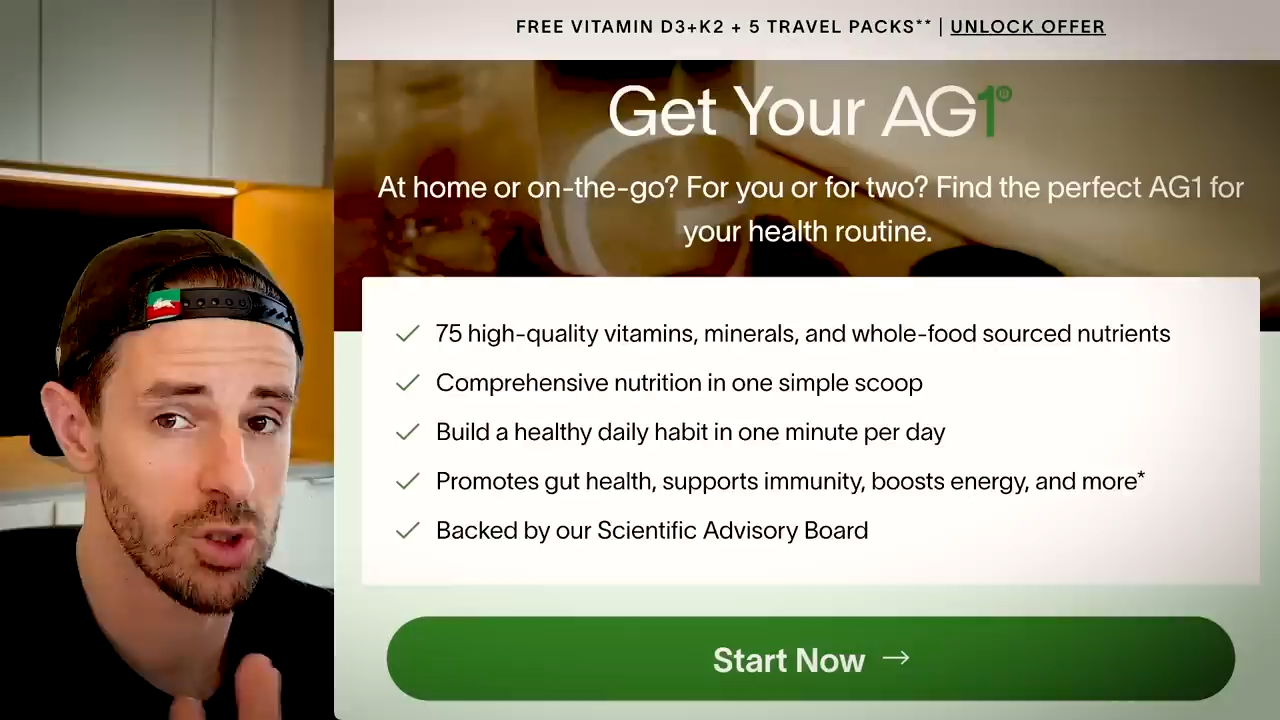 FREE VITAMIN D3+K2 + 5 TRAVEL PACKS** | UNLOCK OFFER
Get Your AG1®
At home or on-the-go? For you or for two? Find the perfect AG1 for
your health routine.
75 high-quality vitamins, minerals, and whole-food sourced nutrients
Comprehensive nutrition in one simple scoop
Build a healthy daily habit in one minute per day
Promotes gut health, supports immunity, boosts energy, and more*
Backed by our Scientific Advisory Board
Start Now →